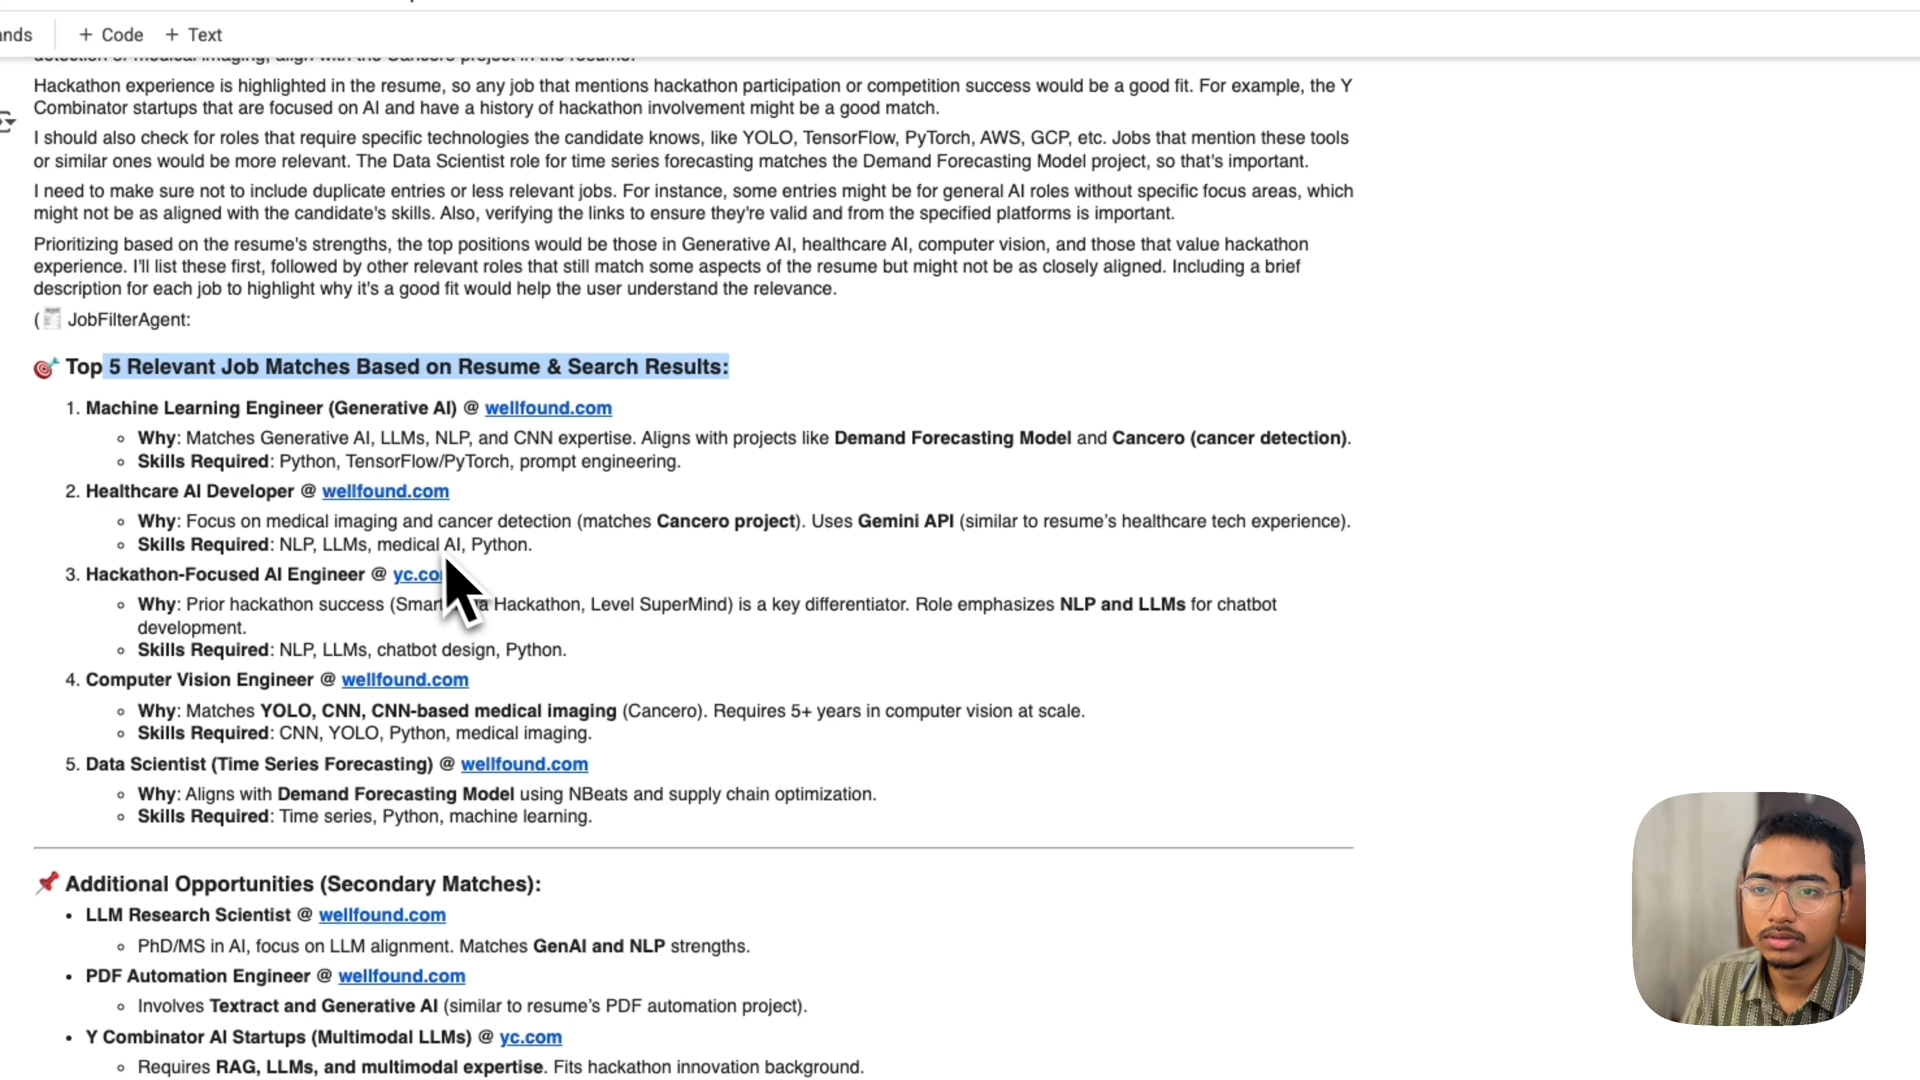 + Code + Text
Hackathon experience is highlighted in the resume, so any job that mentions hackathon participation or competition success would be a good fit. For example, the Y
Combinator startups that are focused on AI and have a history of hackathon involvement might be a good match.
I should also check for roles that require specific technologies the candidate knows, like YOLO, TensorFlow, PyTorch, AWS, GCP, etc. Jobs that mention these tools
or similar ones would be more relevant. The Data Scientist role for time series forecasting matches the Demand Forecasting Model project, so that's important.
I need to make sure not to include duplicate entries or less relevant jobs. For instance, some entries might be for general AI roles without specific focus areas, which
might not be as aligned with the candidate's skills. Also, verifying the links to ensure they're valid and from the specified platforms is important.
Prioritizing based on the resume's strengths, the top positions would be those in Generative AI, healthcare AI, computer vision, and those that value hackathon
experience. I'll list these first, followed by other relevant roles that still match some aspects of the resume but might not be as closely aligned. Including a brief
description for each job to highlight why it's a good fit would help the user understand the relevance.
( JobFilterAgent:
🎯 Top 5 Relevant Job Matches Based on Resume & Search Results:
1. Machine Learning Engineer (Generative AI) @ wellfound.com
◦ Why: Matches Generative AI, LLMs, NLP, and CNN expertise. Aligns with projects like Demand Forecasting Model and Cancero (cancer detection).
◦ Skills Required: Python, TensorFlow/PyTorch, prompt engineering.
2. Healthcare AI Developer @ wellfound.com
◦ Why: Focus on medical imaging and cancer detection (matches Cancero project). Uses Gemini API (similar to resume’s healthcare tech experience).
◦ Skills Required: NLP, LLMs, medical AI, Python.
3. Hackathon-Focused AI Engineer @
◦ Why: Prior hackathon success ( Hackathon, Level SuperMind) is a key differentiator. Role emphasizes NLP and LLMs for chatbot
development.
◦ Skills Required: NLP, LLMs, chatbot design, Python.
4. Computer Vision Engineer @ wellfound.com
◦ Why: Matches YOLO, CNN, CNN-based medical imaging (Cancero). Requires 5+ years in computer vision at scale.
◦ Skills Required: CNN, YOLO, Python, medical imaging.
5. Data Scientist (Time Series Forecasting) @ wellfound.com
◦ Why: Aligns with Demand Forecasting Model using NBeats and supply chain optimization.
◦ Skills Required: Time series, Python, machine learning.
📌 Additional Opportunities (Secondary Matches):
• LLM Research Scientist @ wellfound.com
◦ PhD/MS in AI, focus on LLM alignment. Matches GenAI and NLP strengths.
• PDF Automation Engineer @ wellfound.com
◦ Involves Textract and Generative AI (similar to resume’s PDF automation project).
• Y Combinator AI Startups (Multimodal LLMs) @ yc.com
◦ Requires RAG, LLMs, and multimodal expertise. Fits hackathon innovation background.